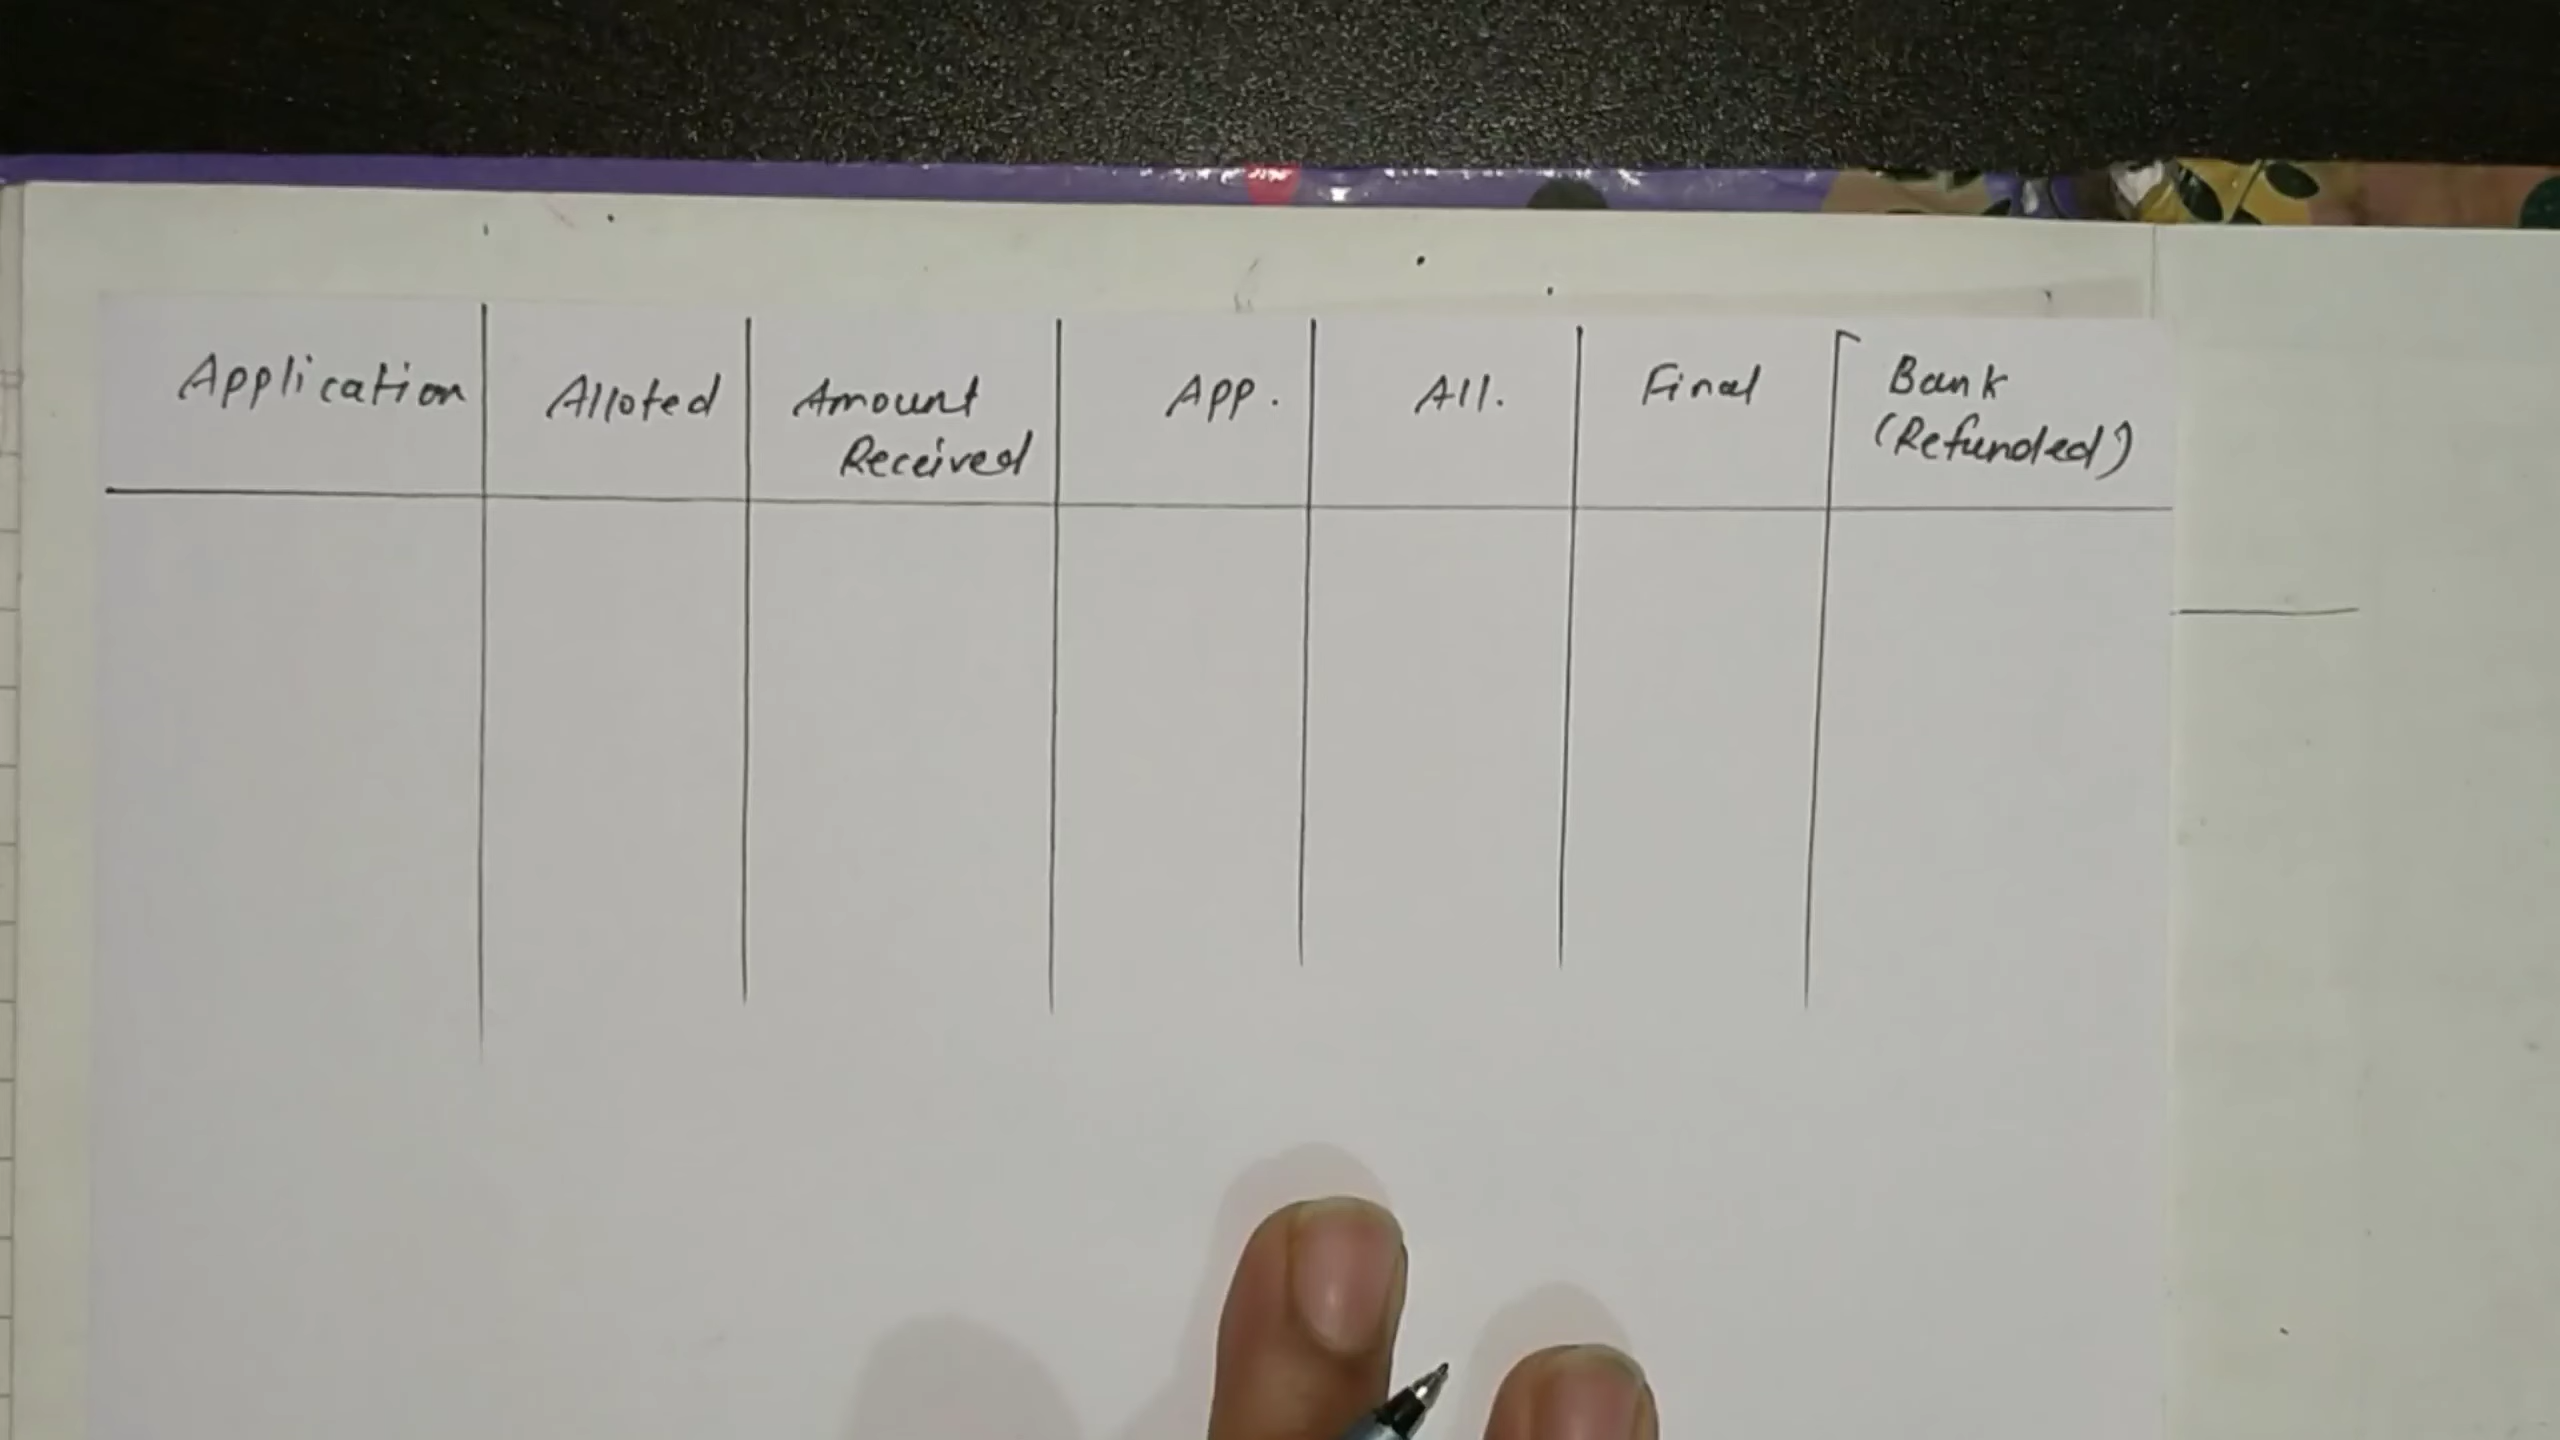 Application
Alloted
Amount
Received
App.
All.
Final
Bank
(Refunded)